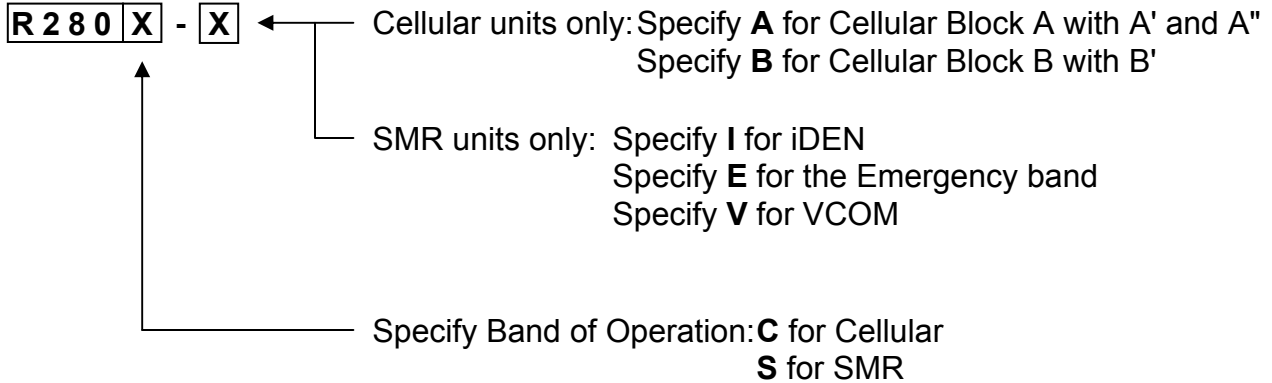 R280X - X Cellular units only: Specify A for Cellular Block A with A' and A"
Specify B for Cellular Block B with B'
SMR units only: Specify I for iDEN
Specify E for the Emergency band
Specify V for VCOM
Specify Band of Operation: C for Cellular
S for SMR